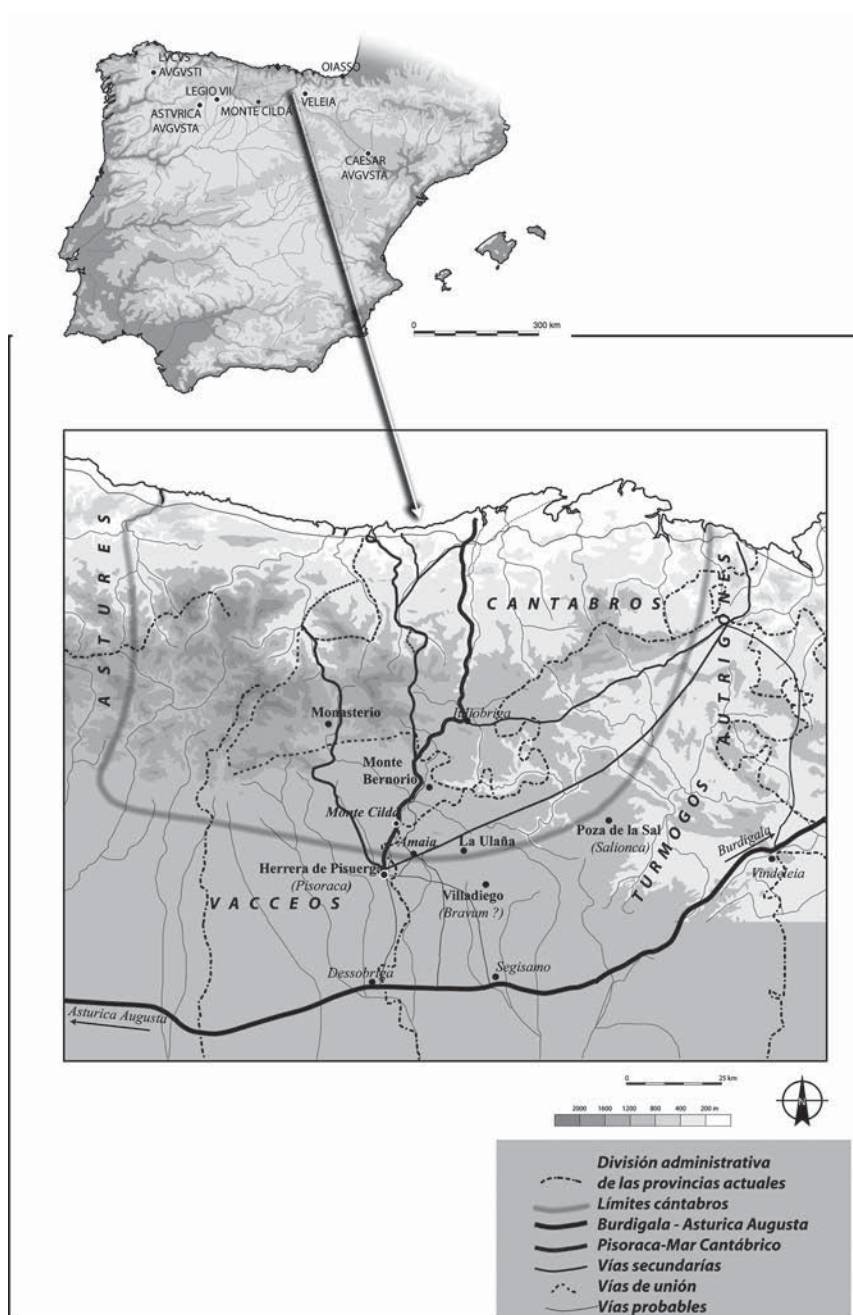 LVCVS
AVGVSTI
OIASSO
LEGIO VII
VELEIA
ASTVRICA
AVGVSTA
MONTE CILDA
CAESAR
AVGVSTA
0 300 km
ASTURES
CANTABROS
AUTRIGONES
Iuliobriga
Monasterio
Monte
Bernorio
Monte Cilda
Amaia
La Ulaña
Poza de la Sal
(Salionca)
TURMOGOS
Burdigala
Vindeleia
Herrera de Pisuerga
(Pisoraca)
VACCEOS
Villadiego
(Bravum ?)
Dessobriga
Segisamo
Asturica Augusta
0 25 km
N
2000 1600 1200 800 400 200 m
División administrativa
de las provincias actuales
Límites cántabros
Burdigala - Asturica Augusta
Pisoraca-Mar Cantábrico
Vías secundarías
Vías de unión
Vías probables